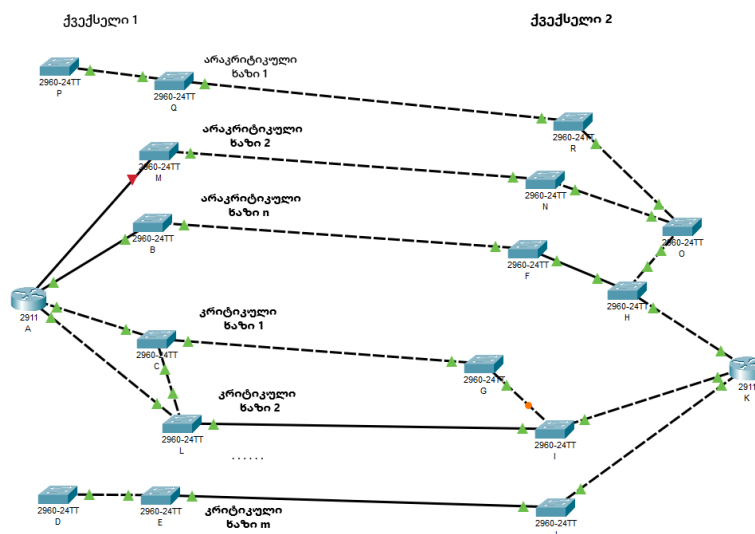 ქვექსელი 1
ქვექსელი 2
2960-24TT
P
2960-24TT
Q
არაკრიტიკული
ხაზი 1
2960-24TT
R
2960-24TT
M
არაკრიტიკული
ხაზი 2
2960-24TT
N
2960-24TT
B
არაკრიტიკული
ხაზი n
2960-24TT
O
2960-24TT
F
2960-24TT
H
2911
A
კრიტიკული
ხაზი 1
2960-24TT
C
2960-24TT
G
2911
K
კრიტიკული
ხაზი 2
2960-24TT
L
2960-24TT
I
......
2960-24TT
D
2960-24TT
E
კრიტიკული
ხაზი m
2960-24TT